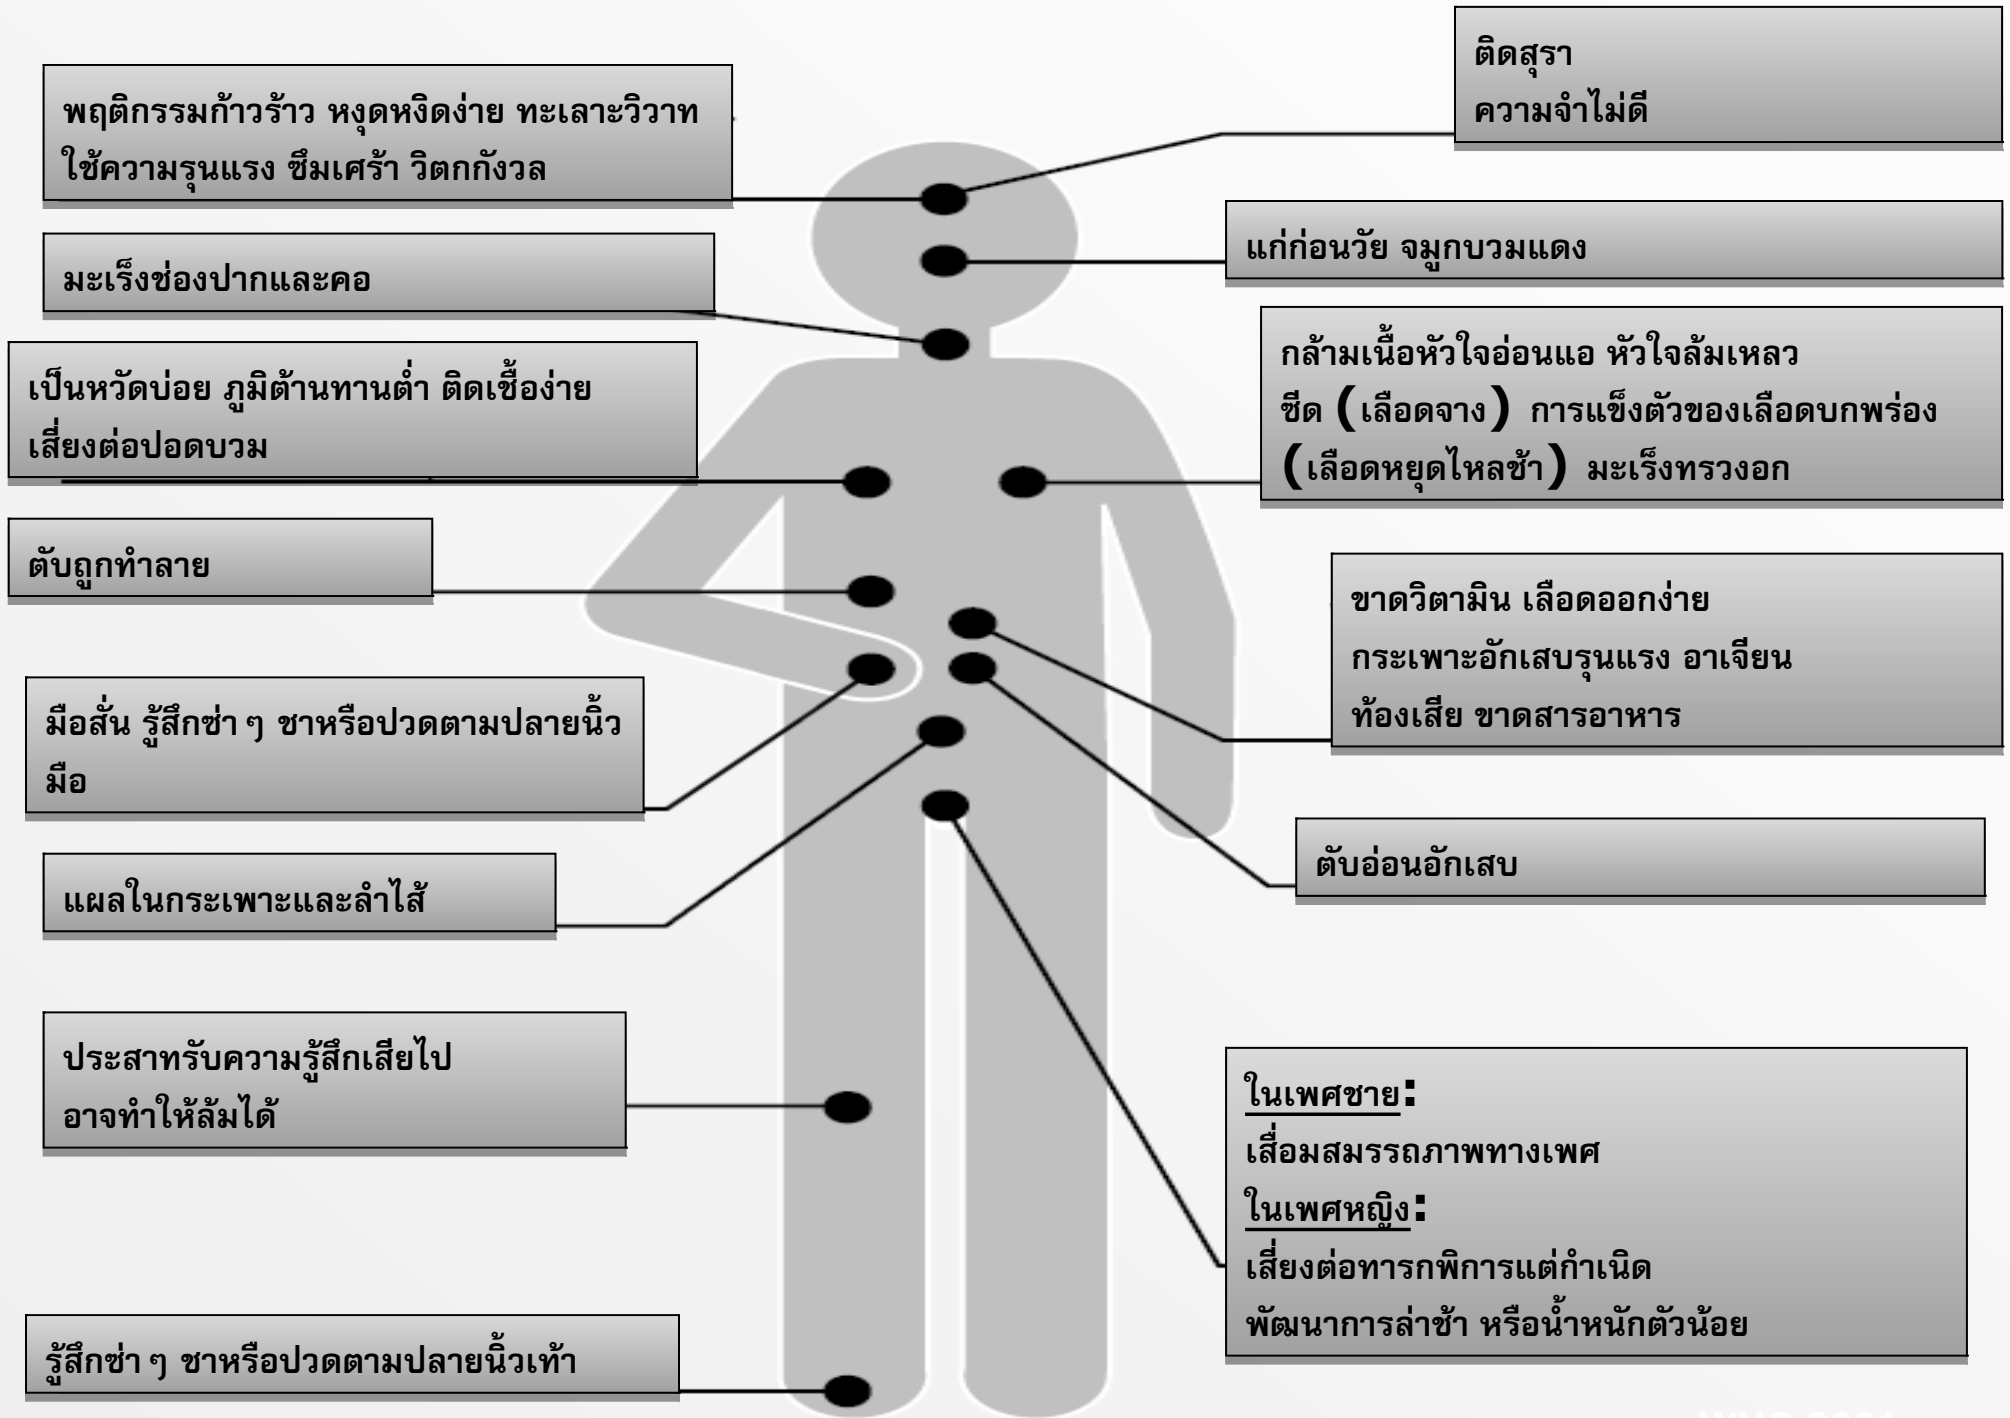 พฤติกรรมก้าวร้าว หงุดหงิดง่าย ทะเลาะวิวาท
ใช้ความรุนแรง ซึมเศร้า วิตกกังวล
มะเร็งช่องปากและคอ
เป็นหวัดบ่อย ภูมิต้านทานต่ำ ติดเชื้อง่าย
เสี่ยงต่อปอดบวม
ตับถูกทำลาย
มือสั่น รู้สึกซ่า ๆ ชาหรือปวดตามปลายนิ้ว
มือ
แผลในกระเพาะและลำไส้
ประสาทรับความรู้สึกเสียไป
อาจทำให้ล้มได้
รู้สึกซ่า ๆ ชาหรือปวดตามปลายนิ้วเท้า
ติดสุรา
ความจำไม่ดี
แก่ก่อนวัย จมูกบวมแดง
กล้ามเนื้อหัวใจอ่อนแอ หัวใจล้มเหลว
ซีด (เลือดจาง) การแข็งตัวของเลือดบกพร่อง
(เลือดหยุดไหลช้า) มะเร็งทรวงอก
ขาดวิตามิน เลือดออกง่าย
กระเพาะอักเสบรุนแรง อาเจียน
ท้องเสีย ขาดสารอาหาร
ตับอ่อนอักเสบ
ในเพศชาย:
เสื่อมสมรรถภาพทางเพศ
ในเพศหญิง:
เสี่ยงต่อทารกพิการแต่กำเนิด
พัฒนาการล่าช้า หรือน้ำหนักตัวน้อย